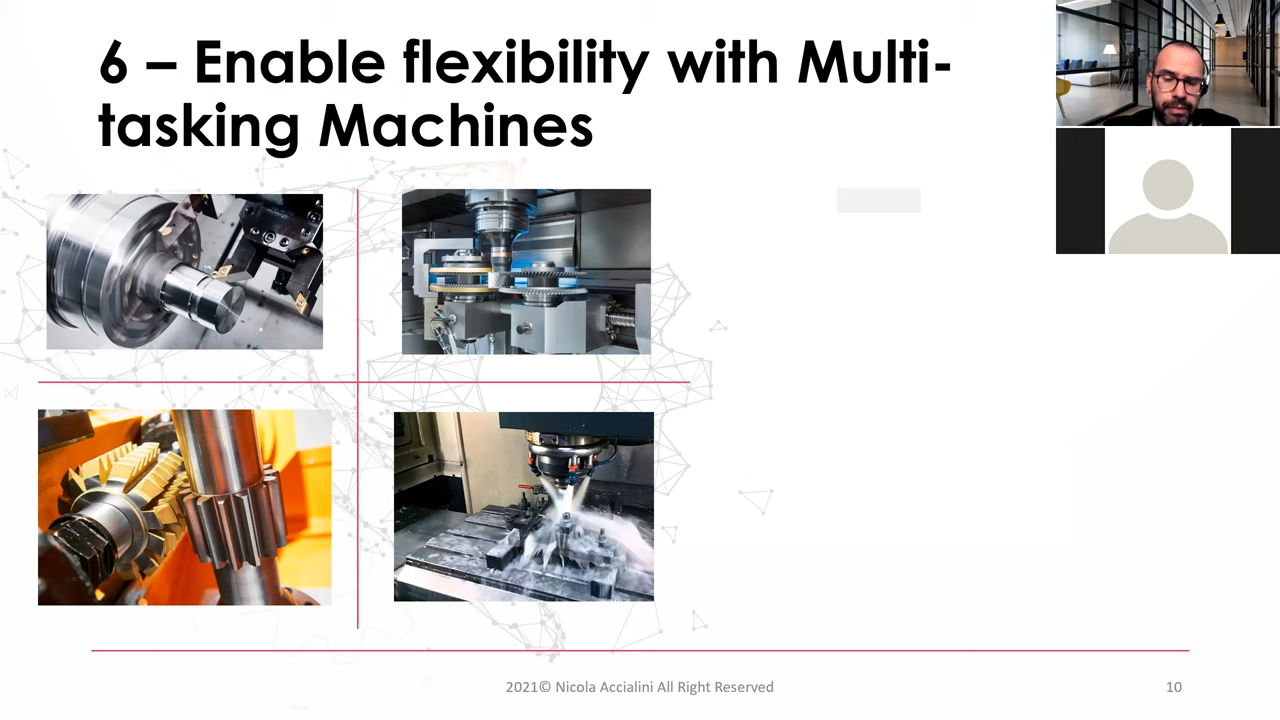 6 – Enable flexibility with Multi-
tasking Machines
2021© Nicola Accialini All Right Reserved
10